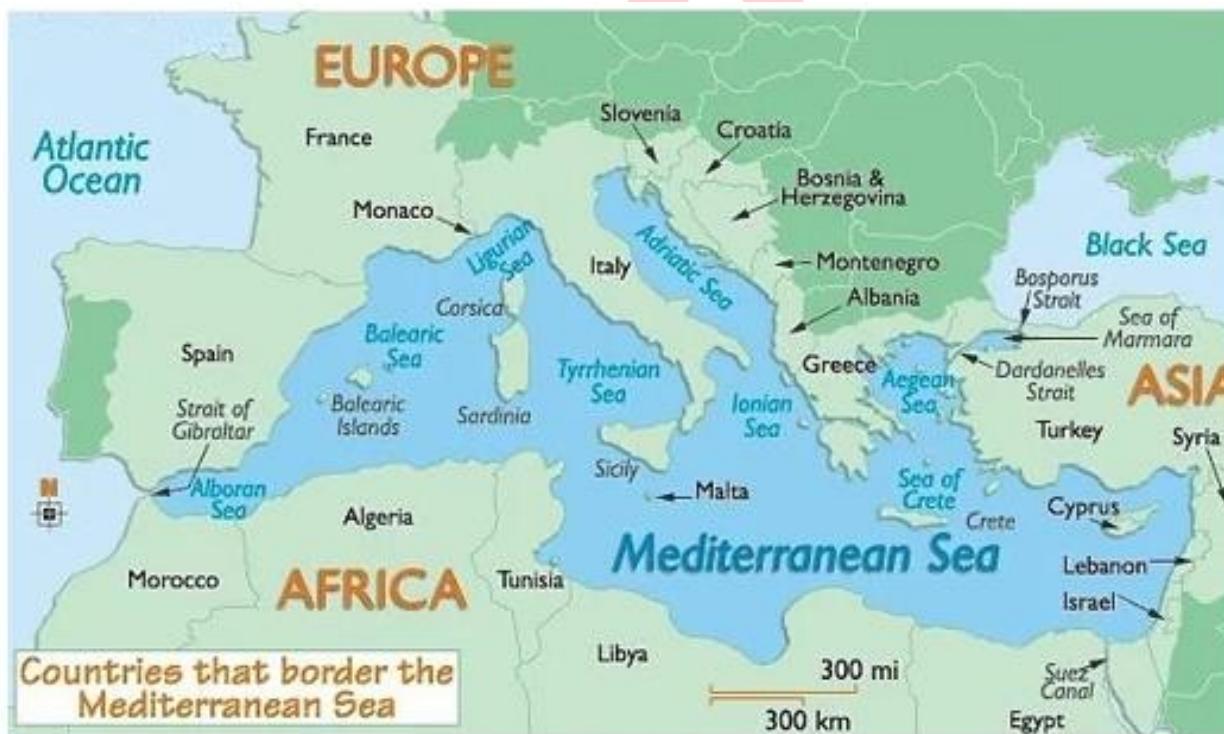 EUROPE
Slovenia
Croatia
France
Atlantic
Ocean
Bosnia &
Herzegovina
Monaco
Ligurian
Sea
Adriatic Sea
Italy
Montenegro
Black Sea
Bosporus
Strait
Albania
Corsica
Sea of
Marmara
Balearic
Sea
Spain
Tyrrhenian
Sea
Greece
Aegean
Sea
Dardanelles
Strait
ASIA
Balearic
Islands
Sardinia
Ionian
Sea
Strait of
Gibraltar
Turkey
Syria
Sicily
Malta
Sea of
Crete
N
Alboran
Sea
Algeria
Crete
Cyprus
Mediterranean Sea
Morocco
AFRICA
Tunisia
Lebanon
Israel
Libya
Countries that border the
Mediterranean Sea
300 mi
300 km
Suez
Canal
Egypt